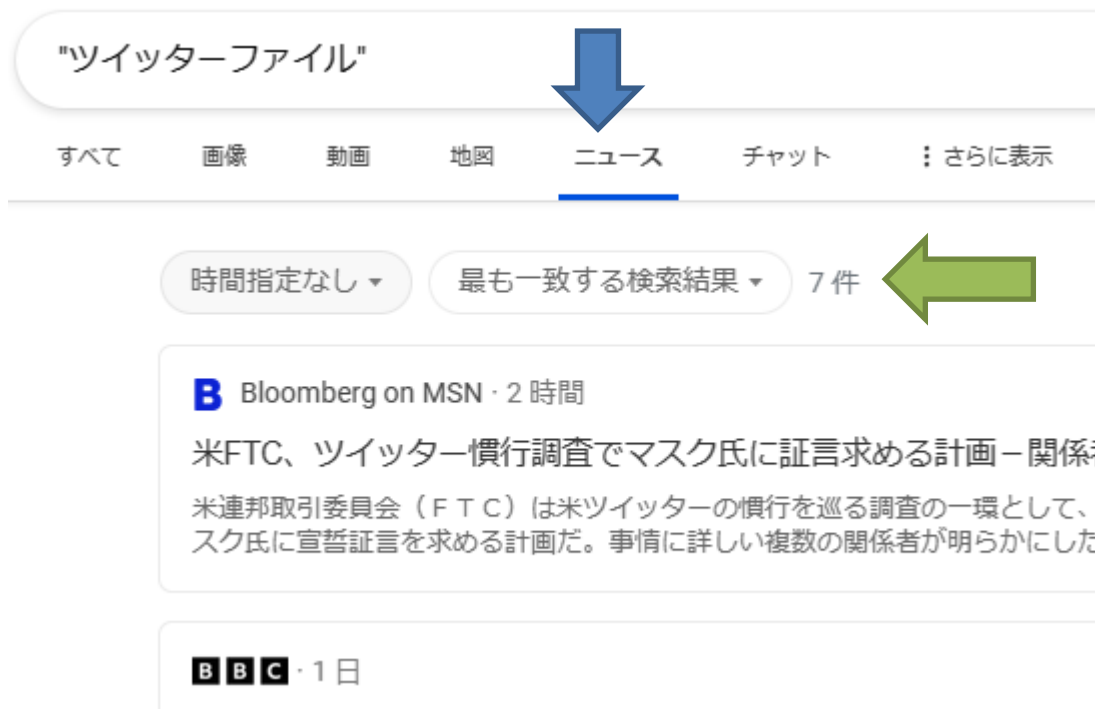 "ツイッターファイル"
すべて 画像 動画 地図 ニュース チャット ⋮ さらに表示
時間指定なし ▾ 最も一致する検索結果 ▾ 7 件
B Bloomberg on MSN · 2 時間
米FTC、ツイッター慣行調査でマスク氏に証言求める計画－関係
米連邦取引委員会（ＦＴＣ）は米ツイッターの慣行を巡る調査の一環として、
スク氏に宣誓証言を求める計画だ。事情に詳しい複数の関係者が明らかにした
BBC · 1 日